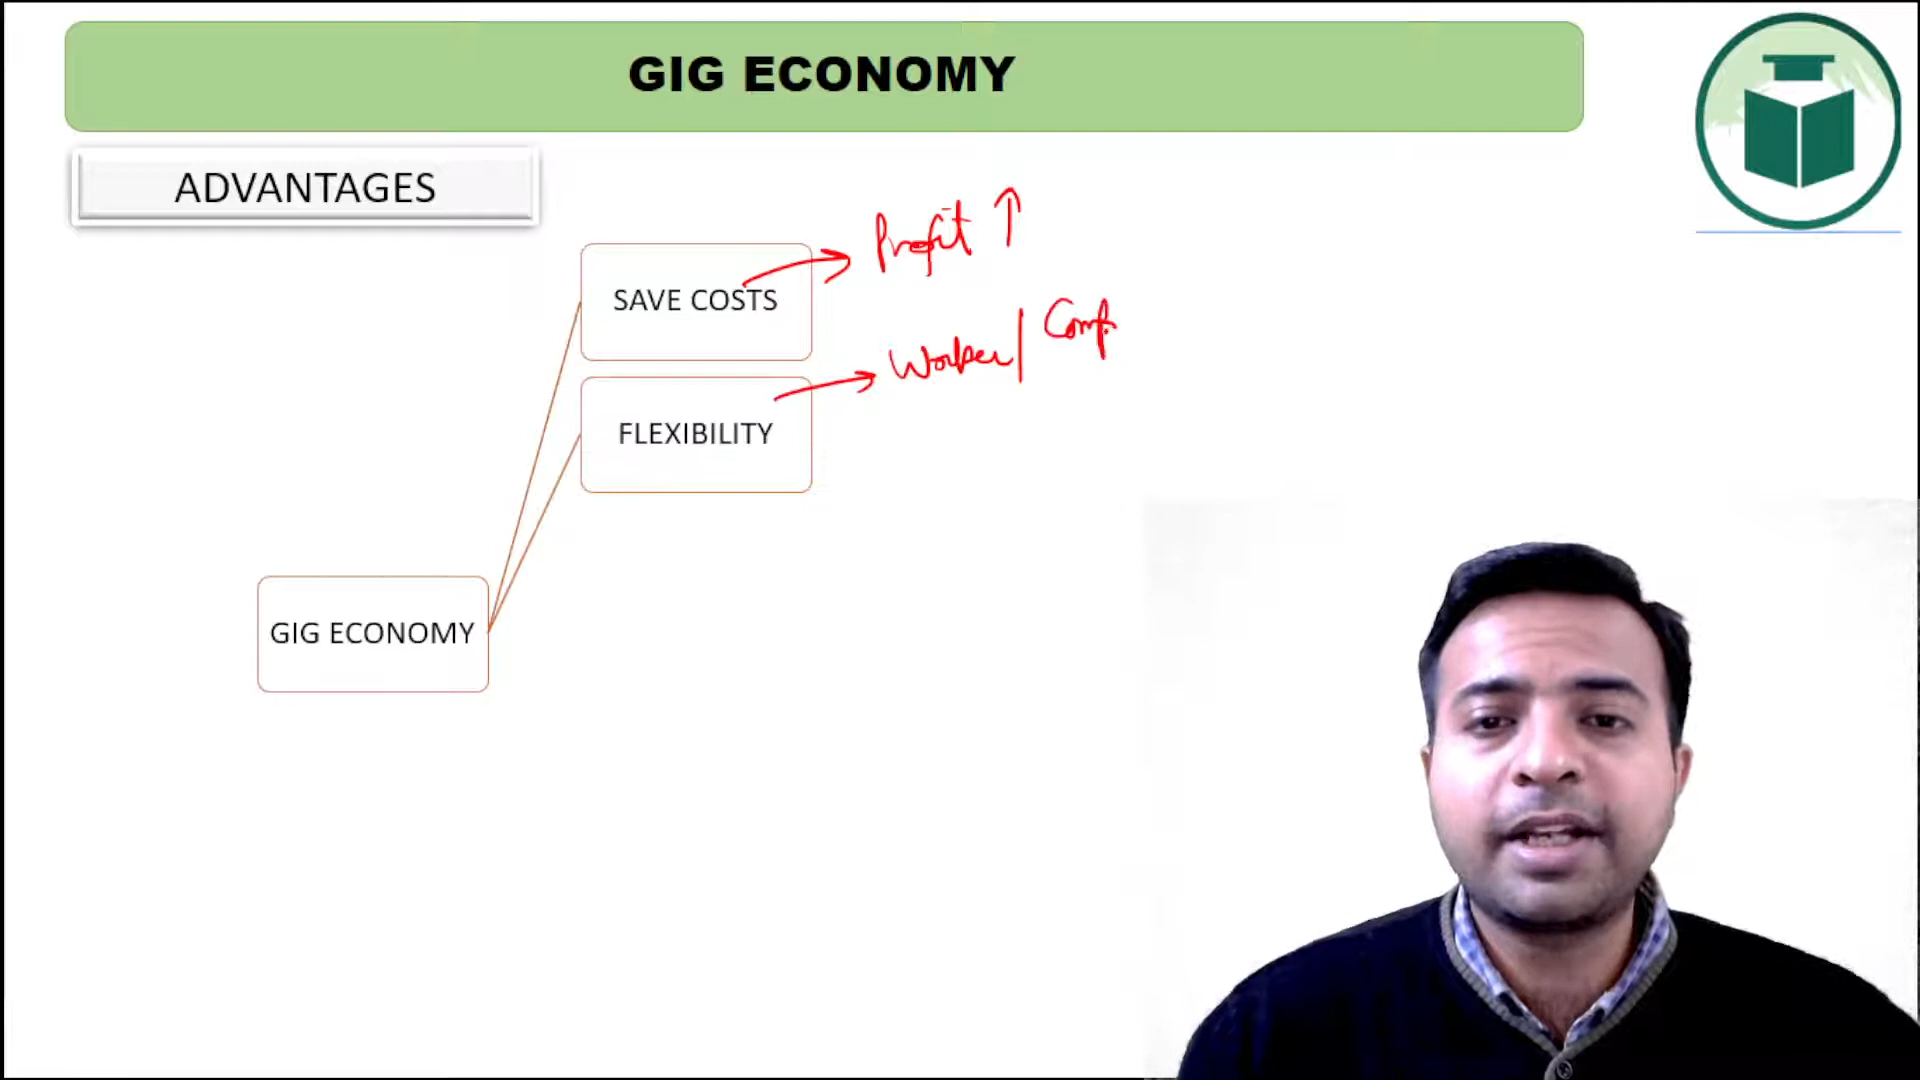 GIG ECONOMY
ADVANTAGES
Profit ↑
SAVE COSTS
Worker/ Comp.
FLEXIBILITY
GIG ECONOMY